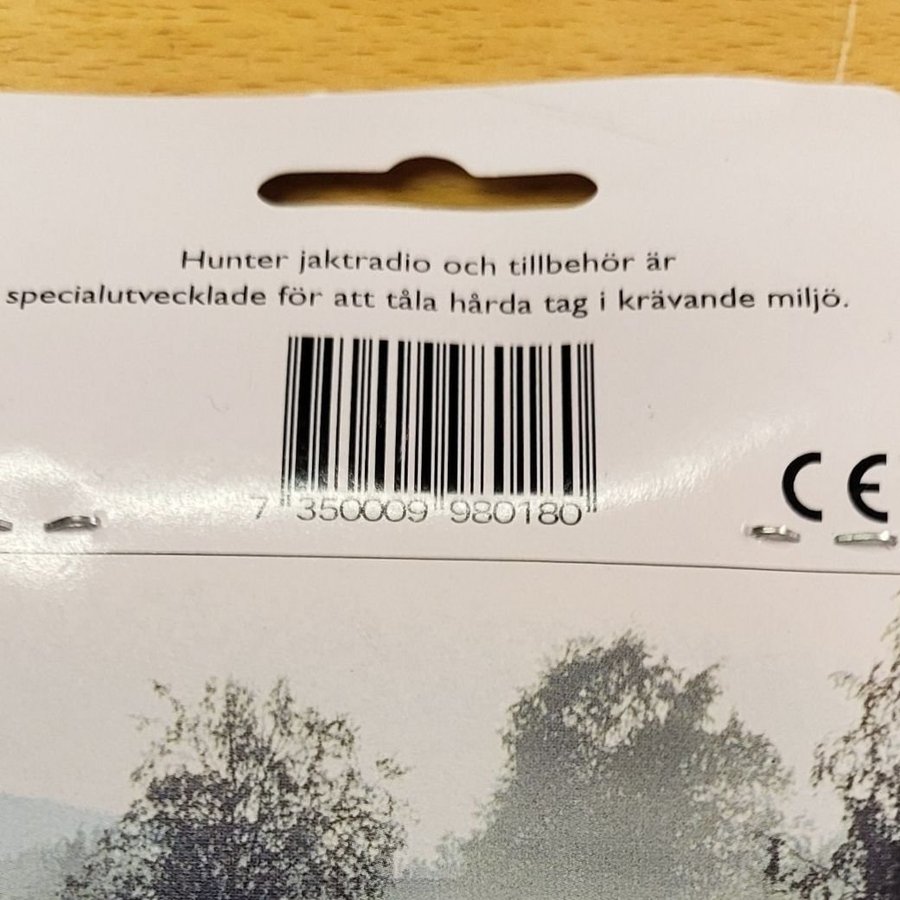 Hunter jaktradio och tillbehör är
specialutvecklade för att tåla hårda tag i krävande miljö.
7 350009 980180
CE